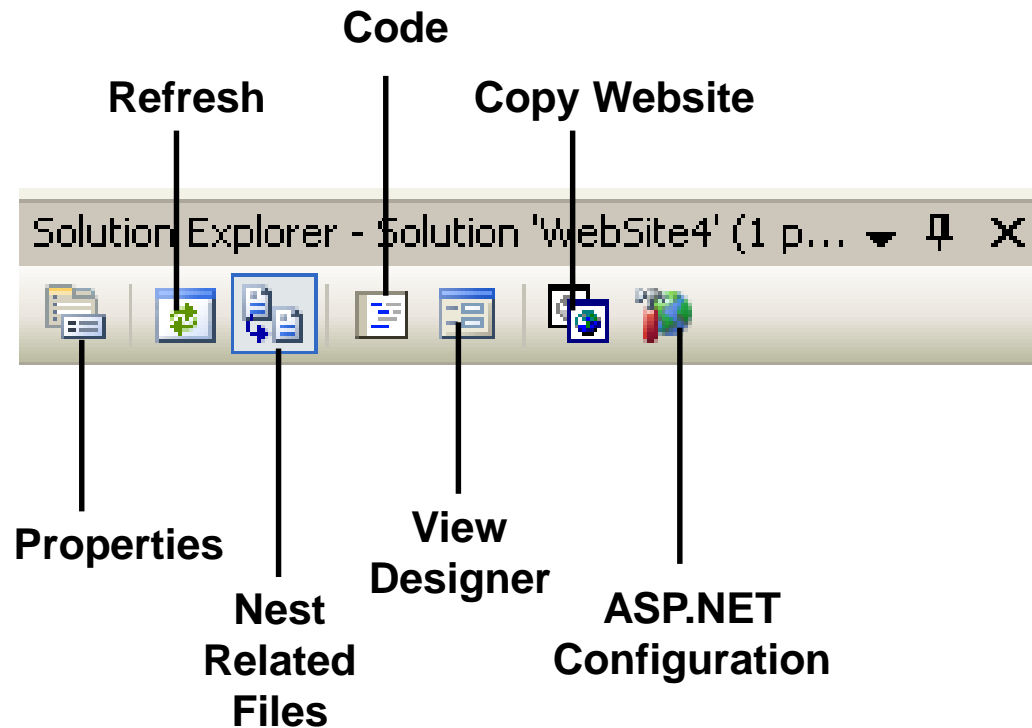 Code
Refresh
Copy Website
Solution Explorer - Solution 'WebSite4' (1 p...
Properties
View
Designer
Nest
Related
Files
ASP.NET
Configuration